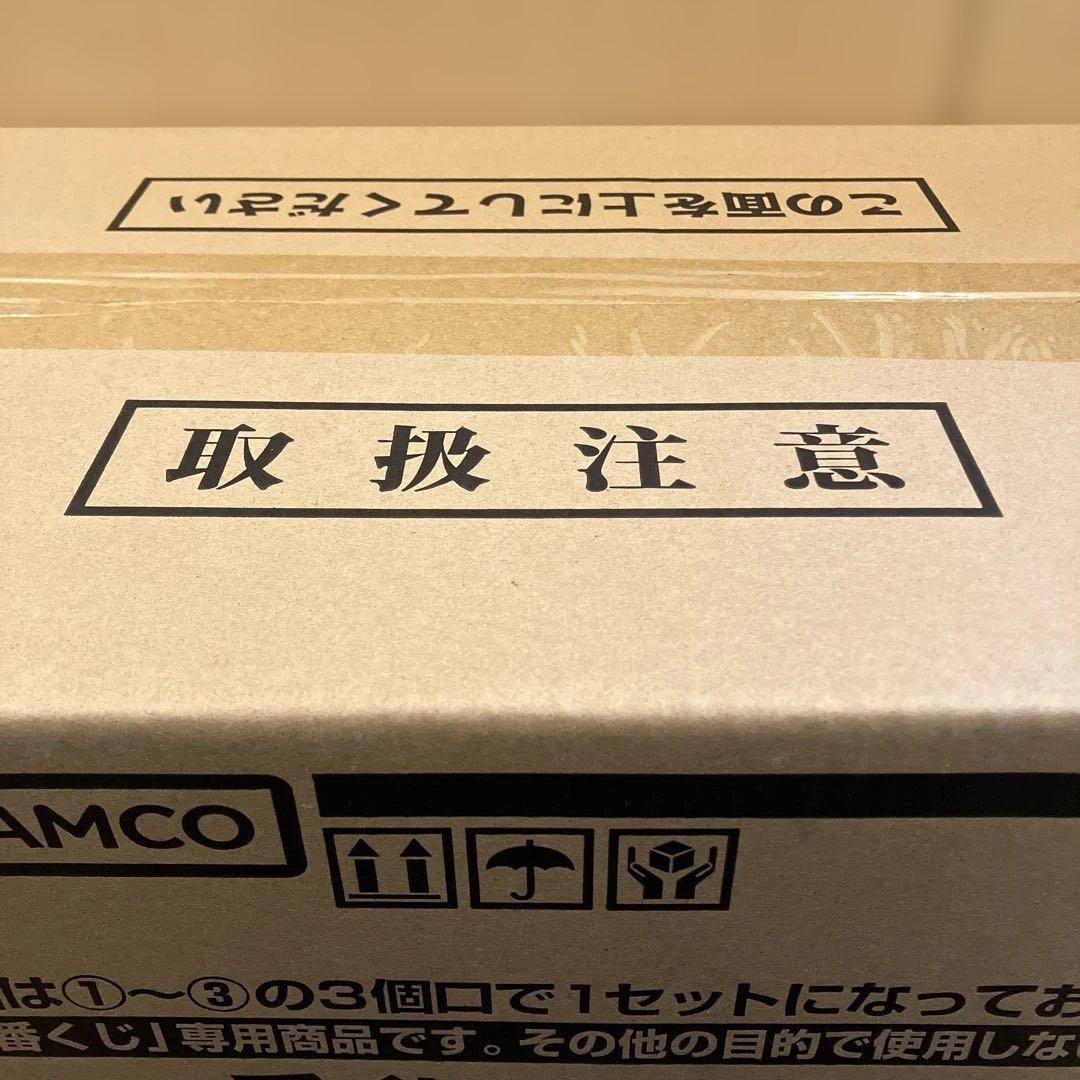 この面を上にしてください
取扱注意
AMCO
は①～③の3個口で1セットになってお
番くじ」専用商品です。その他の目的で使用しな